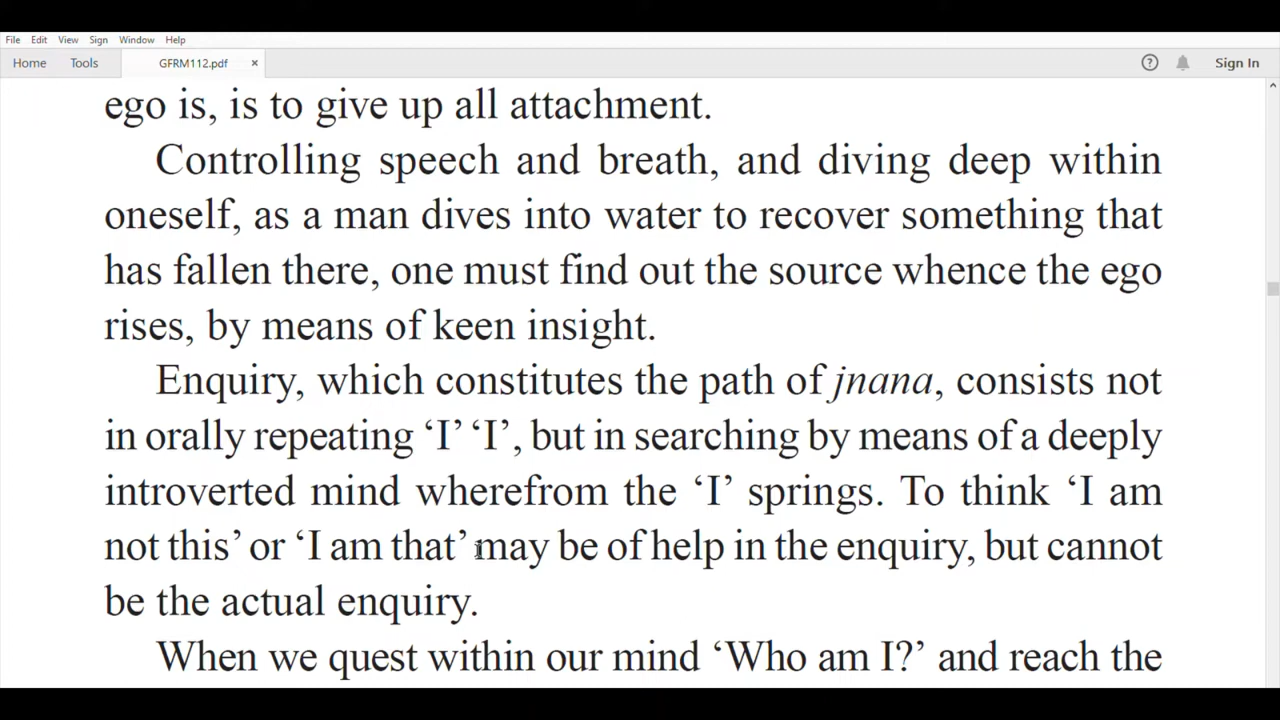 File Edit View Sign Window Help
Home Tools GFRM112.pdf × ? Sign In
ego is, is to give up all attachment.
Controlling speech and breath, and diving deep within
oneself, as a man dives into water to recover something that
has fallen there, one must find out the source whence the ego
rises, by means of keen insight.
Enquiry, which constitutes the path of jnana, consists not
in orally repeating ‘I’ ‘I’, but in searching by means of a deeply
introverted mind wherefrom the ‘I’ springs. To think ‘I am
not this’ or ‘I am that’ may be of help in the enquiry, but cannot
be the actual enquiry.
When we quest within our mind ‘Who am I?’ and reach the